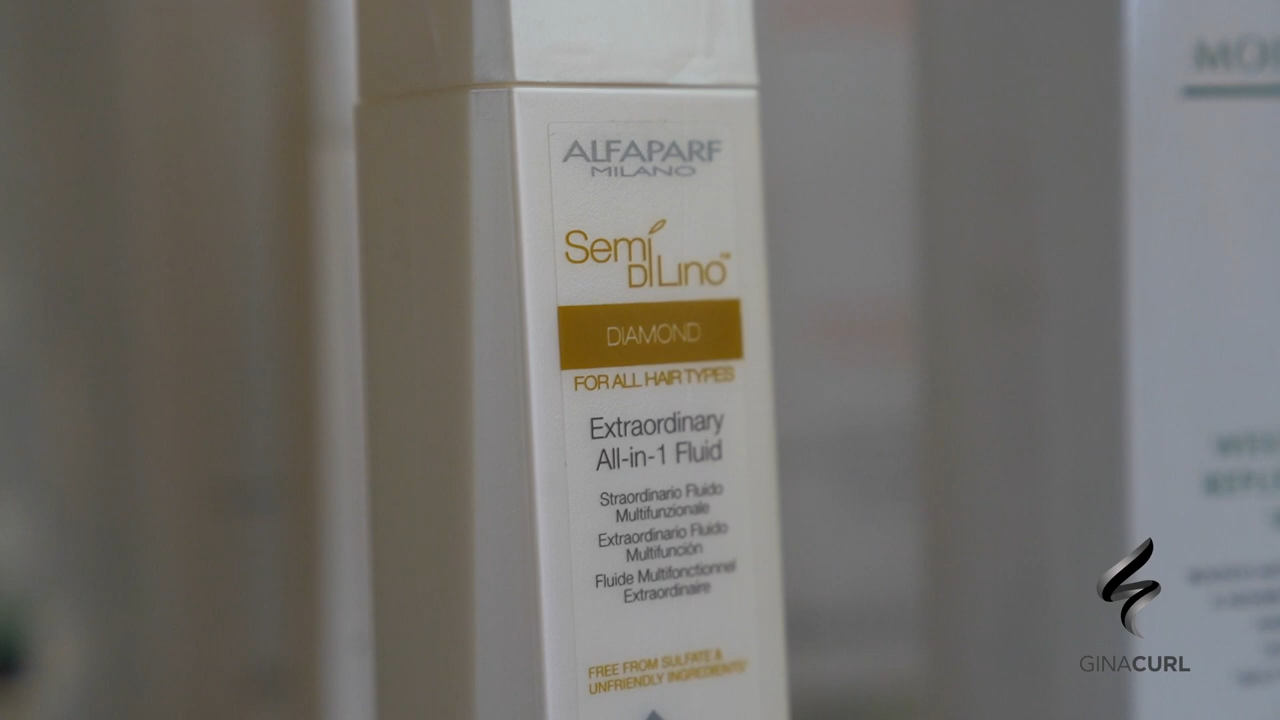 ALFAPARF
MILANO
Semi
DI Lino™
DIAMOND
FOR ALL HAIR TYPES
Extraordinary
All-in-1 Fluid
Straordinario Fluido
Multifunzionale
Extraordinario Fluido
Multifunción
Fluide Multifonctionnel
Extraordinaire
FREE FROM SULFATE &
UNFRIENDLY INGREDIENTS*
GINACURL